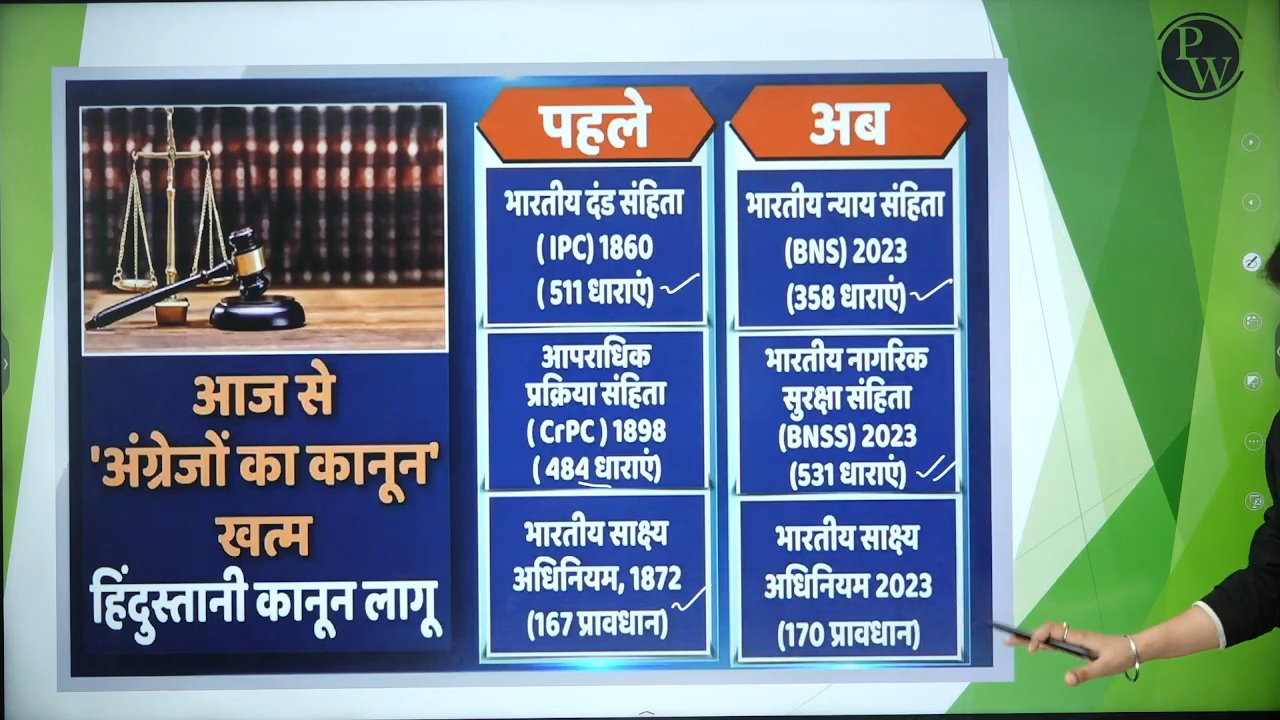 PW
आज से
'अंग्रेजों का कानून'
खत्म
हिंदुस्तानी कानून लागू
पहले
भारतीय दंड संहिता
( IPC) 1860
( 511 धाराएं)
आपराधिक
प्रक्रिया संहिता
( CrPC ) 1898
( 484 धाराएं)
भारतीय साक्ष्य
अधिनियम, 1872
(167 प्रावधान)
अब
भारतीय न्याय संहिता
(BNS) 2023
(358 धाराएं)
भारतीय नागरिक
सुरक्षा संहिता
(BNSS) 2023
(531 धाराएं)
भारतीय साक्ष्य
अधिनियम 2023
(170 प्रावधान)